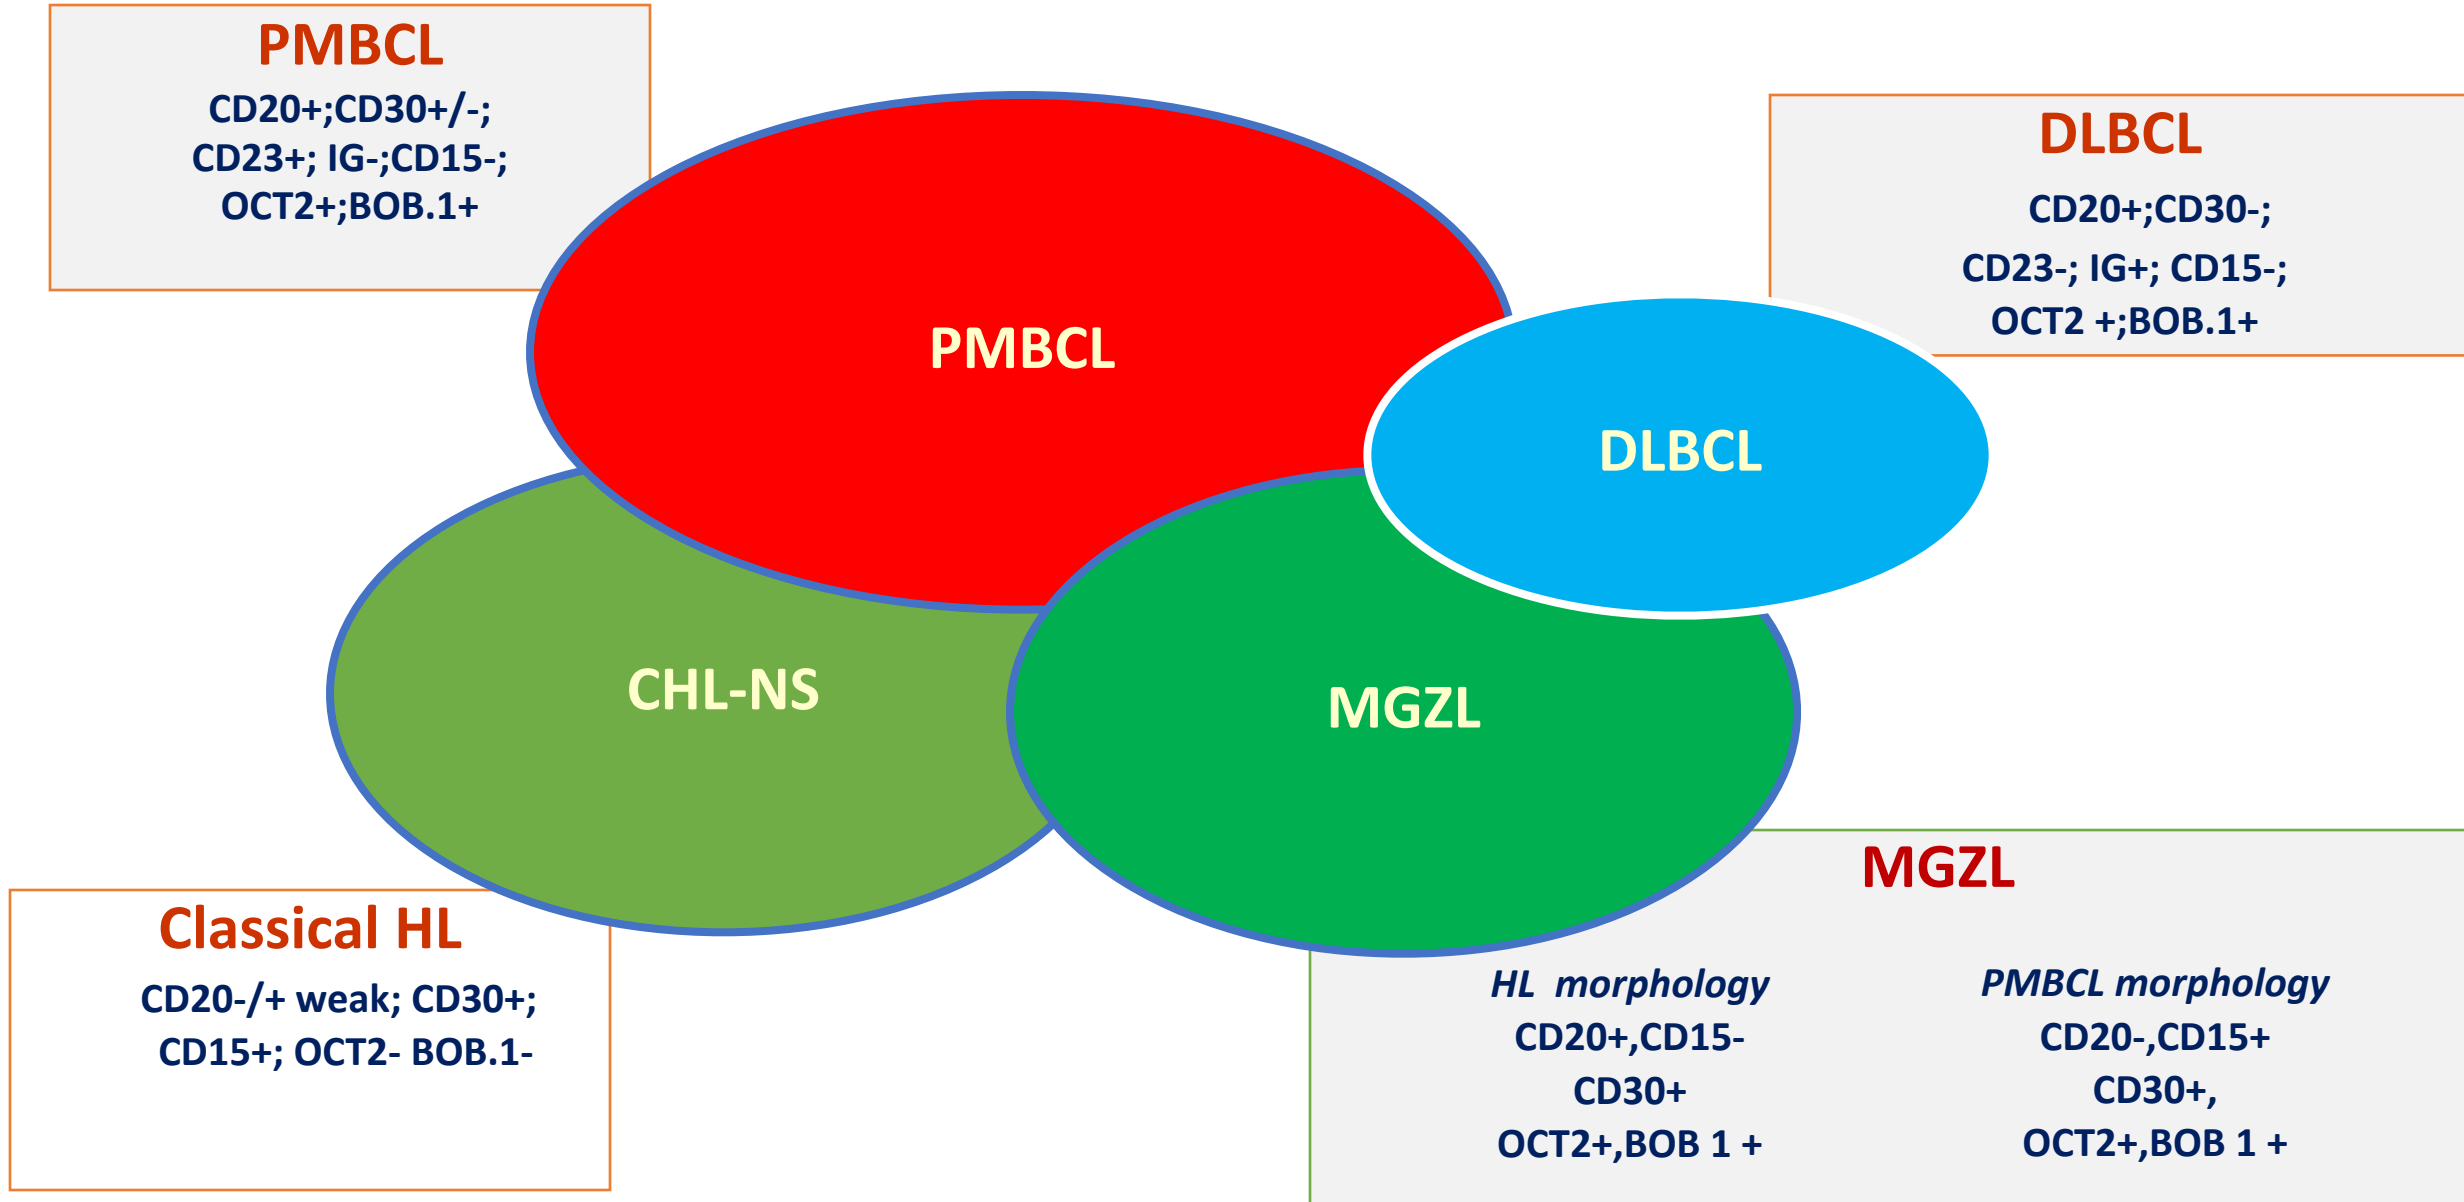 PMBCL
CD20+;CD30+/-;
CD23+; IG-;CD15-;
OCT2+;BOB.1+
DLBCL
CD20+;CD30-;
CD23-; IG+; CD15-;
OCT2 +;BOB.1+
PMBCL
DLBCL
CHL-NS
MGZL
Classical HL
CD20-/+ weak; CD30+;
CD15+; OCT2- BOB.1-
MGZL
HL morphology
CD20+,CD15-
CD30+
OCT2+,BOB 1 +
PMBCL morphology
CD20-,CD15+
CD30+,
OCT2+,BOB 1 +